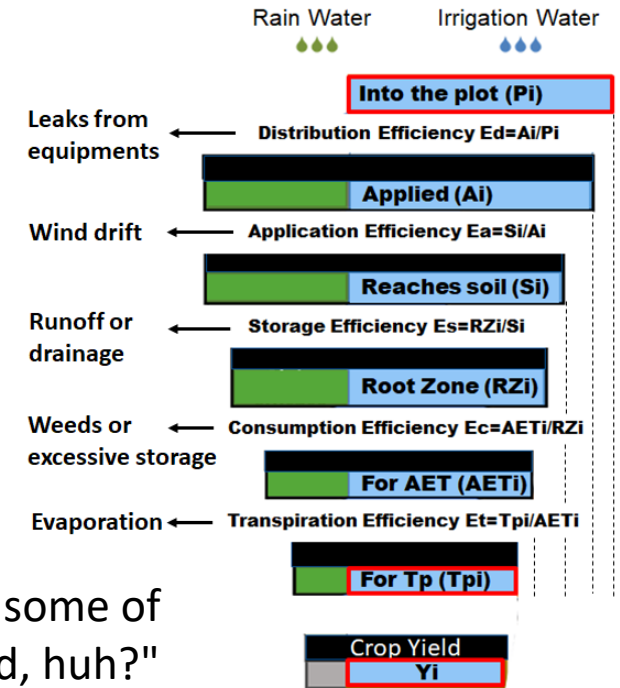 Rain Water
Irrigation Water
Into the plot (Pi)
Leaks from
equipments
Distribution Efficiency Ed=Ai/Pi
Applied (Ai)
Wind drift
Application Efficiency Ea=Si/Ai
Reaches soil (Si)
Runoff or
drainage
Storage Efficiency Es=RZi/Si
Root Zone (RZi)
Weeds or
excessive storage
Consumption Efficiency Ec=AETi/RZi
For AET (AETi)
Evaporation
Transpiration Efficiency Et=Tpi/AETi
For Tp (Tpi)
some of
d, huh?"
Crop Yield
Yi